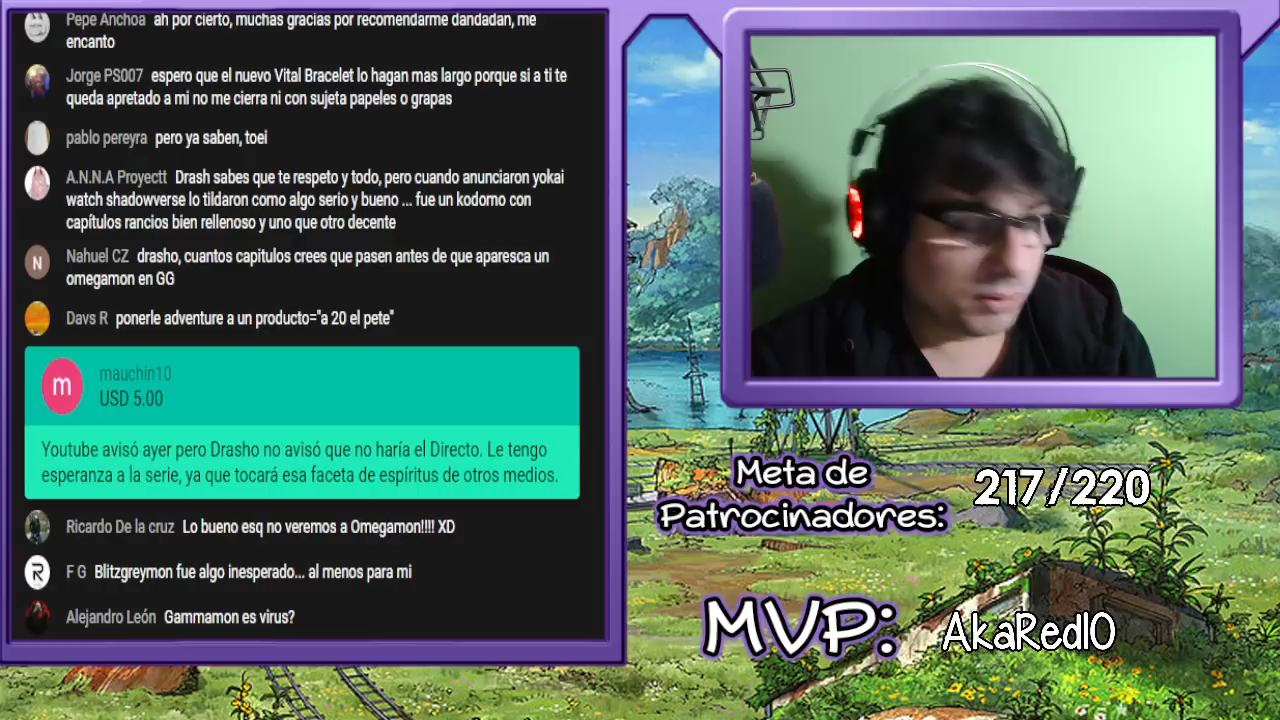 Pepe Anchoa ah por cierto, muchas gracias por recomendarme dandadan, me
encanto
Jorge PS007 espero que el nuevo Vital Bracelet lo hagan mas largo porque si a ti te
queda apretado a mi no me cierra ni con sujeta papeles o grapas
pablo pereyra pero ya saben, toei
A.N.N.A Proyectt Drash sabes que te respeto y todo, pero cuando anunciaron yokai
watch shadowverse lo tildaron como algo serio y bueno ... fue un kodomo con
capítulos rancios bien rellenoso y uno que otro decente
N
Nahuel CZ drasho, cuantos capitulos crees que pasen antes de que aparesca un
omegamon en GG
Davs R ponerle adventure a un producto="a 20 el pete"
m
mauchin10
USD 5.00
Youtube avisó ayer pero Drasho no avisó que no haría el Directo. Le tengo
esperanza a la serie, ya que tocará esa faceta de espíritus de otros medios.
Ricardo De la cruz Lo bueno esq no veremos a Omegamon!!!! XD
R
F G Blitzgreymon fue algo inesperado... al menos para mi
Alejandro León Gammamon es virus?
Meta de
Patrocinadores:
217/220
MVP:
AkaRed10